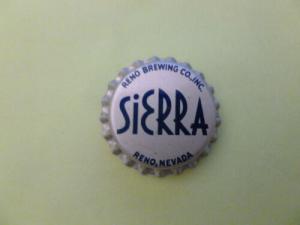 RENO BREWING CO., INC.
SiERRA
RENO, NEVADA